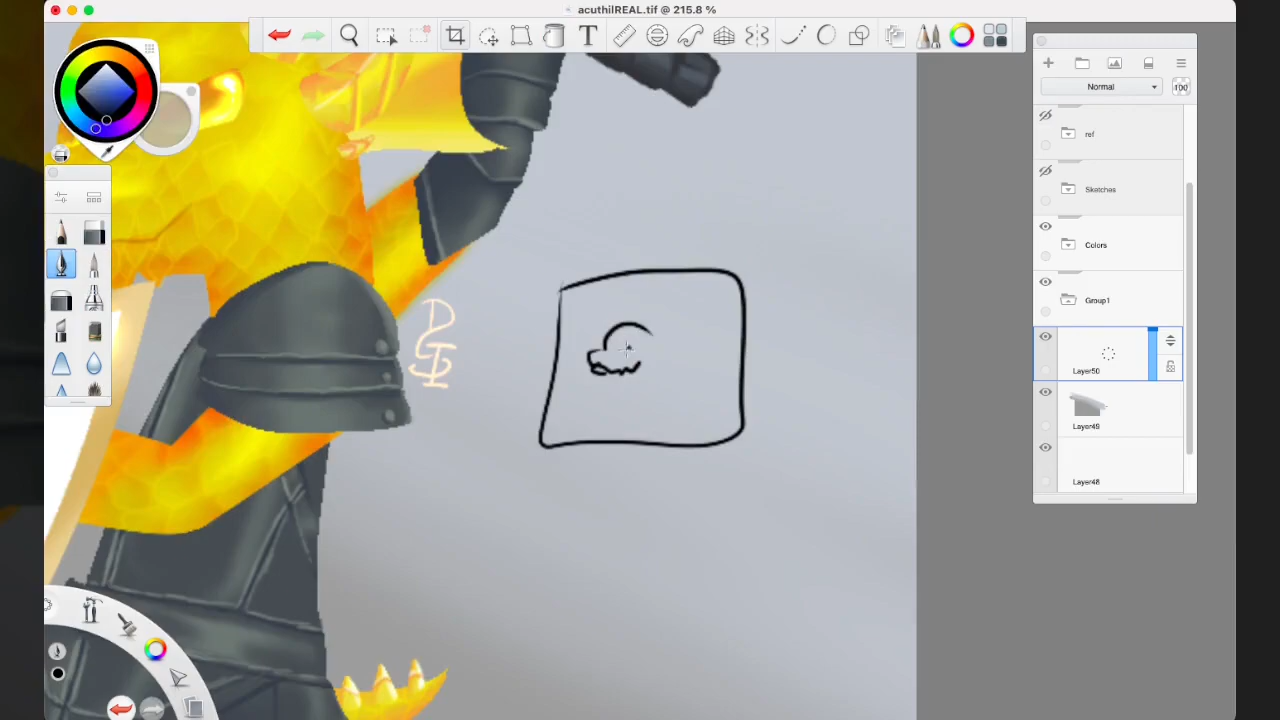 acuthilREAL.tif @ 215.8 %
T
Normal
100
ref
Sketches
Colors
Group1
Layer50
Layer49
Layer48